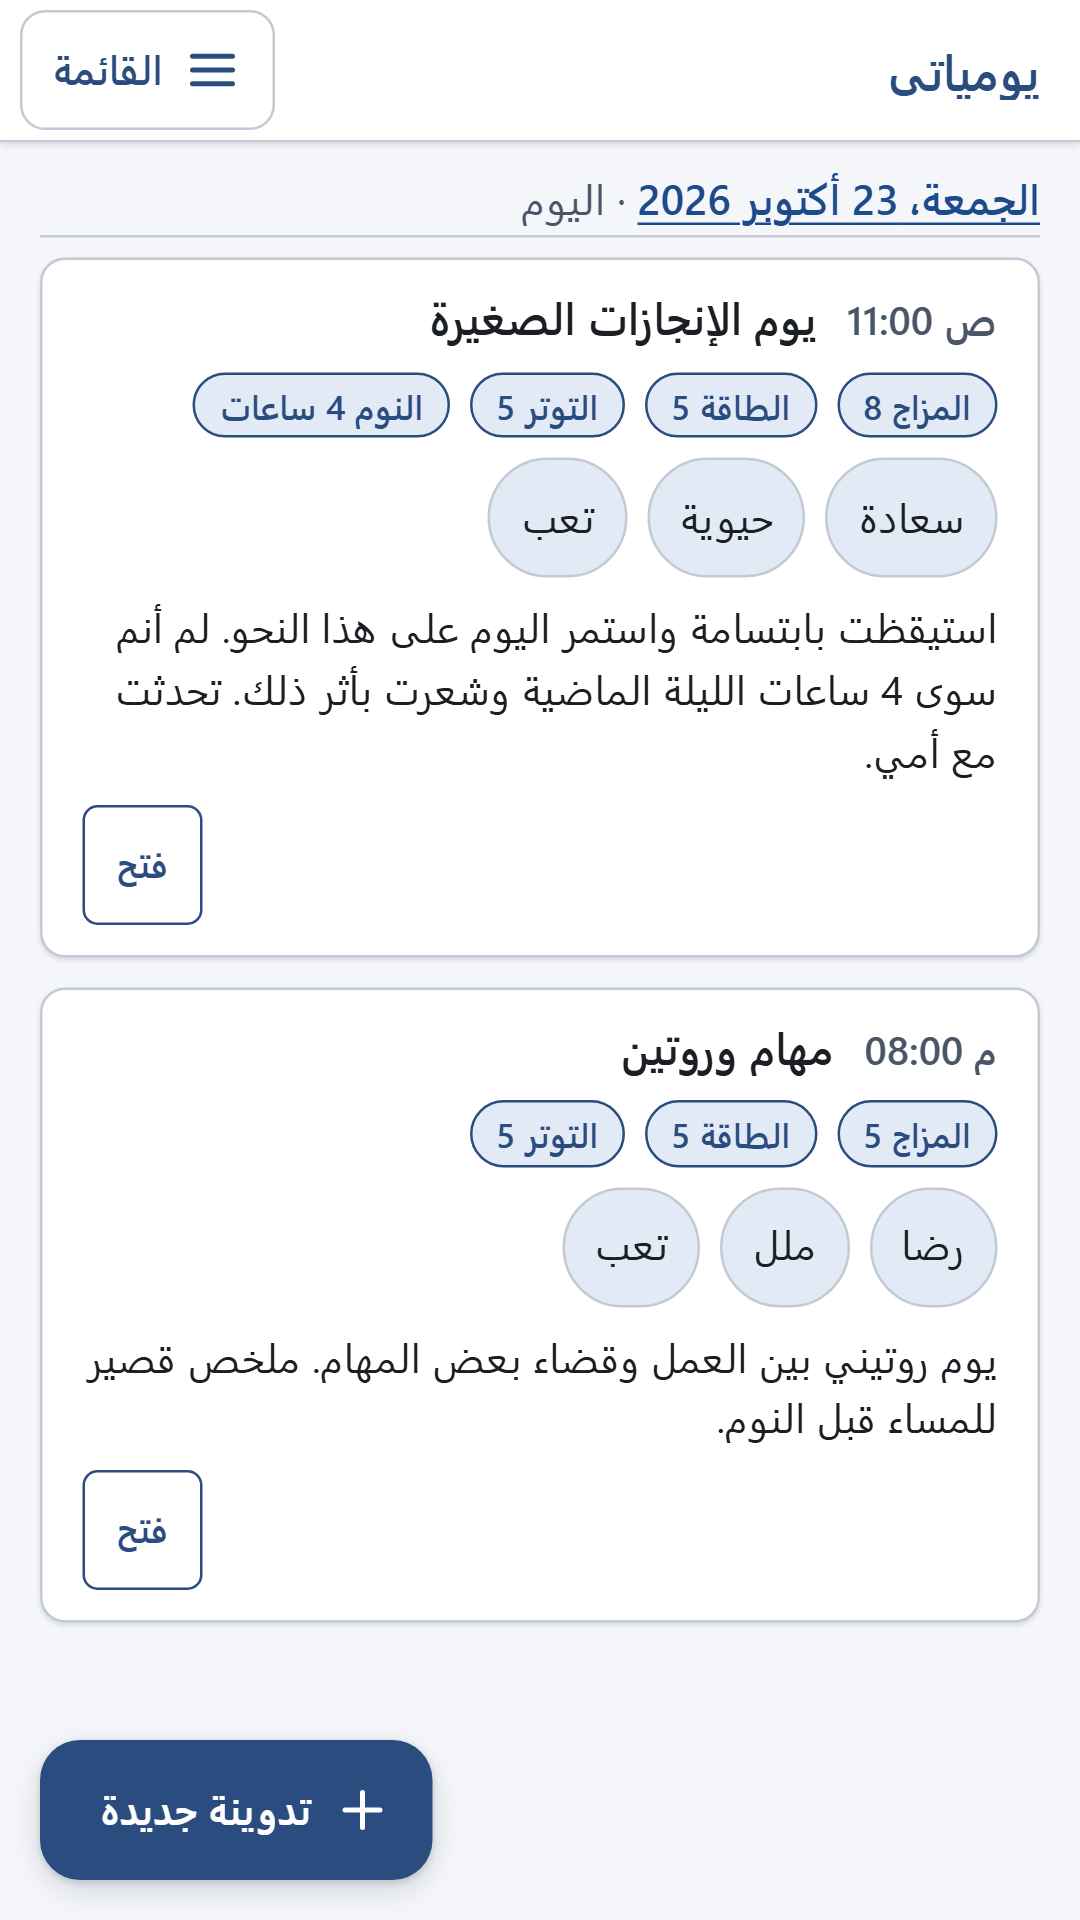 يومياتى
القائمة
الجمعة، 23 أكتوبر 2026 · اليوم
11:00 ص يوم الإنجازات الصغيرة
المزاج 8 الطاقة 5 التوتر 5 النوم 4 ساعات
سعادة حيوية تعب
استيقظت بابتسامة واستمر اليوم على هذا النحو. لم أنم
سوى 4 ساعات الليلة الماضية وشعرت بأثر ذلك. تحدثت
مع أمي.
فتح
08:00 م مهام وروتين
المزاج 5 الطاقة 5 التوتر 5
رضا ملل تعب
يوم روتيني بين العمل وقضاء بعض المهام. ملخص قصير
للمساء قبل النوم.
فتح
تدوينة جديدة